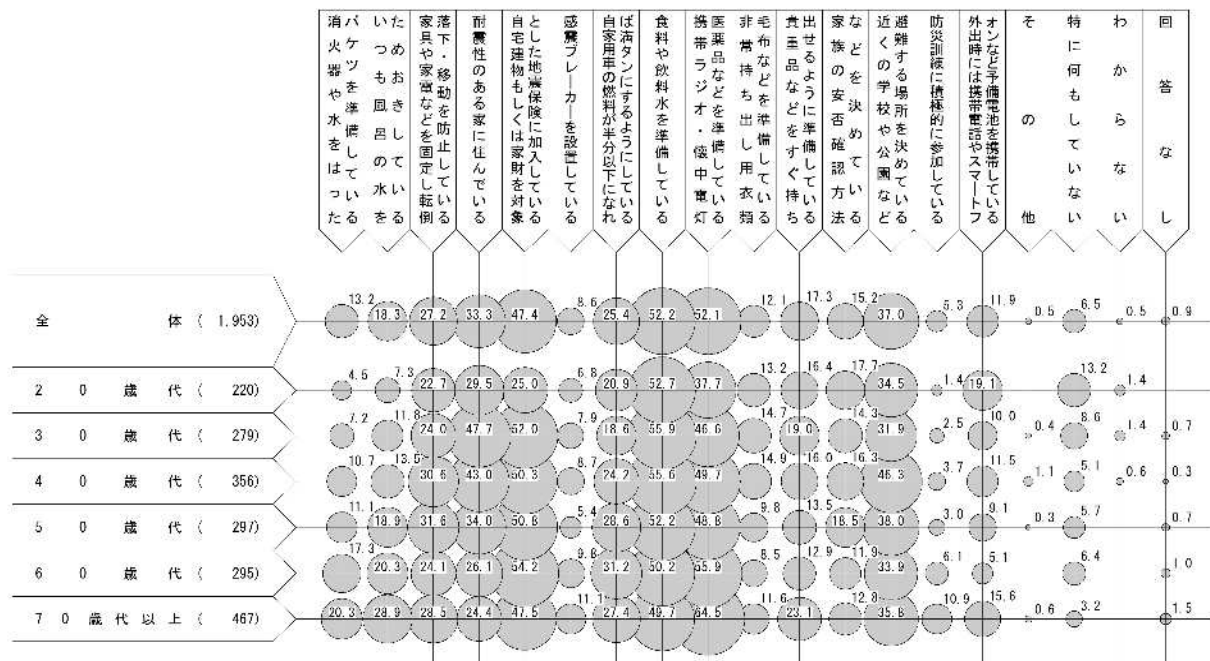 消火器や水をはった
バケツを準備している
いつも風呂の水を
ためおきしている
家具や家電などを固定し転倒
落下・移動を防止している
耐震性のある家に住んでいる
自宅建物もしくは家財を対象
とした地震保険に加入している
感震ブレーカーを設置している
自家用車の燃料が半分以下になれ
ば満タンにするようにしている
食料や飲料水を準備している
携帯ラジオ・懐中電灯
医薬品などを準備している
非常持ち出し用衣類
毛布などを準備している
貴重品などをすぐ持ち
出せるように準備している
家族の安否確認方法
などを決めている
近くの学校や公園など
避難する場所を決めている
防災訓練に積極的に参加している
外出時には携帯電話やスマートフ
ォンなど予備電池を携帯している
その他
特に何もしていない
わからない
回答なし
全体 ( 1,953) 13.2 18.3 27.2 33.3 47.4 8.6 25.4 52.2 52.1 12.1 17.3 15.2 37.0 5.3 11.9 0.5 6.5 0.5 0.9
20歳代 ( 220) 4.5 7.3 22.7 29.5 25.0 6.8 20.9 52.7 37.7 13.2 16.4 17.7 34.5 1.4 19.1 13.2 1.4
30歳代 ( 279) 7.2 11.8 24.0 47.7 52.0 7.9 18.6 55.9 46.6 14.7 19.0 14.3 31.9 2.5 10.0 0.4 8.6 1.4 0.7
40歳代 ( 356) 10.7 13.5 30.6 43.0 50.3 8.7 24.2 55.6 49.7 14.9 16.0 16.3 46.3 3.7 11.5 1.1 5.1 0.6 0.3
50歳代 ( 297) 11.1 18.9 31.6 34.0 50.8 5.4 28.6 52.2 48.8 9.8 13.5 18.5 38.0 3.0 9.1 0.3 5.7 0.7
60歳代 ( 295) 17.3 20.3 24.1 26.1 54.2 9.8 31.2 50.2 55.9 8.5 12.9 11.9 33.9 6.1 5.1 6.4 1.0
70歳代以上 ( 467) 20.3 28.9 28.5 24.4 47.5 11.1 27.4 49.7 64.5 11.6 23.1 12.8 35.8 10.9 15.6 0.6 3.2 1.5